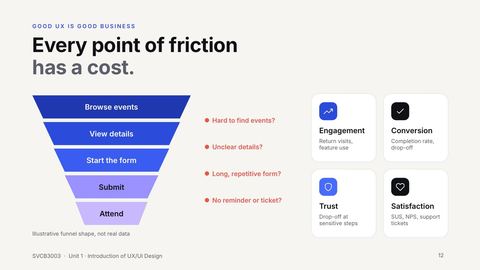 GOOD UX IS GOOD BUSINESS
Every point of friction
has a cost.
Browse events
View details
Start the form
Submit
Attend
Hard to find events?
Unclear details?
Long, repetitive form?
No reminder or ticket?
Engagement
Return visits,
feature use
Conversion
Completion rate,
drop-off
Trust
Drop-off at
sensitive steps
Satisfaction
SUS, NPS, support
tickets
Illustrative funnel shape, not real data
SVCB3003 · Unit 1 · Introduction of UX/UI Design
12